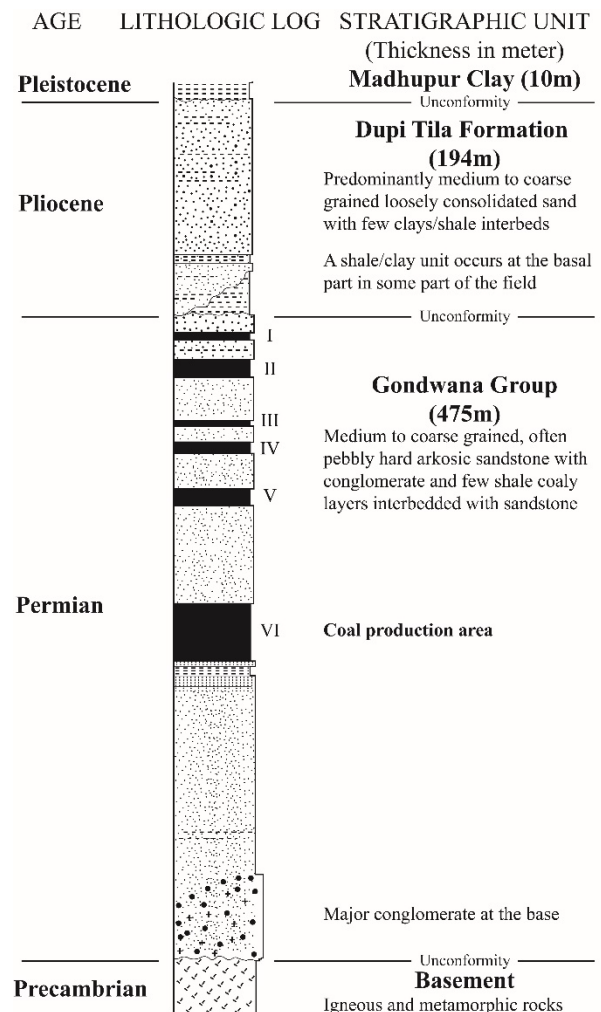 AGE LITHOLOGIC LOG STRATIGRAPHIC UNIT
(Thickness in meter)
Pleistocene
Madhupur Clay (10m)
Unconformity
Dupi Tila Formation
(194m)
Pliocene
Predominantly medium to coarse
grained loosely consolidated sand
with few clays/shale interbeds
A shale/clay unit occurs at the basal
part in some part of the field
Unconformity
I
II
III
IV
V
Gondwana Group
(475m)
Medium to coarse grained, often
pebbly hard arkosic sandstone with
conglomerate and few shale coaly
layers interbedded with sandstone
Permian
VI
Coal production area
Major conglomerate at the base
Unconformity
Precambrian
Basement
Igneous and metamorphic rocks